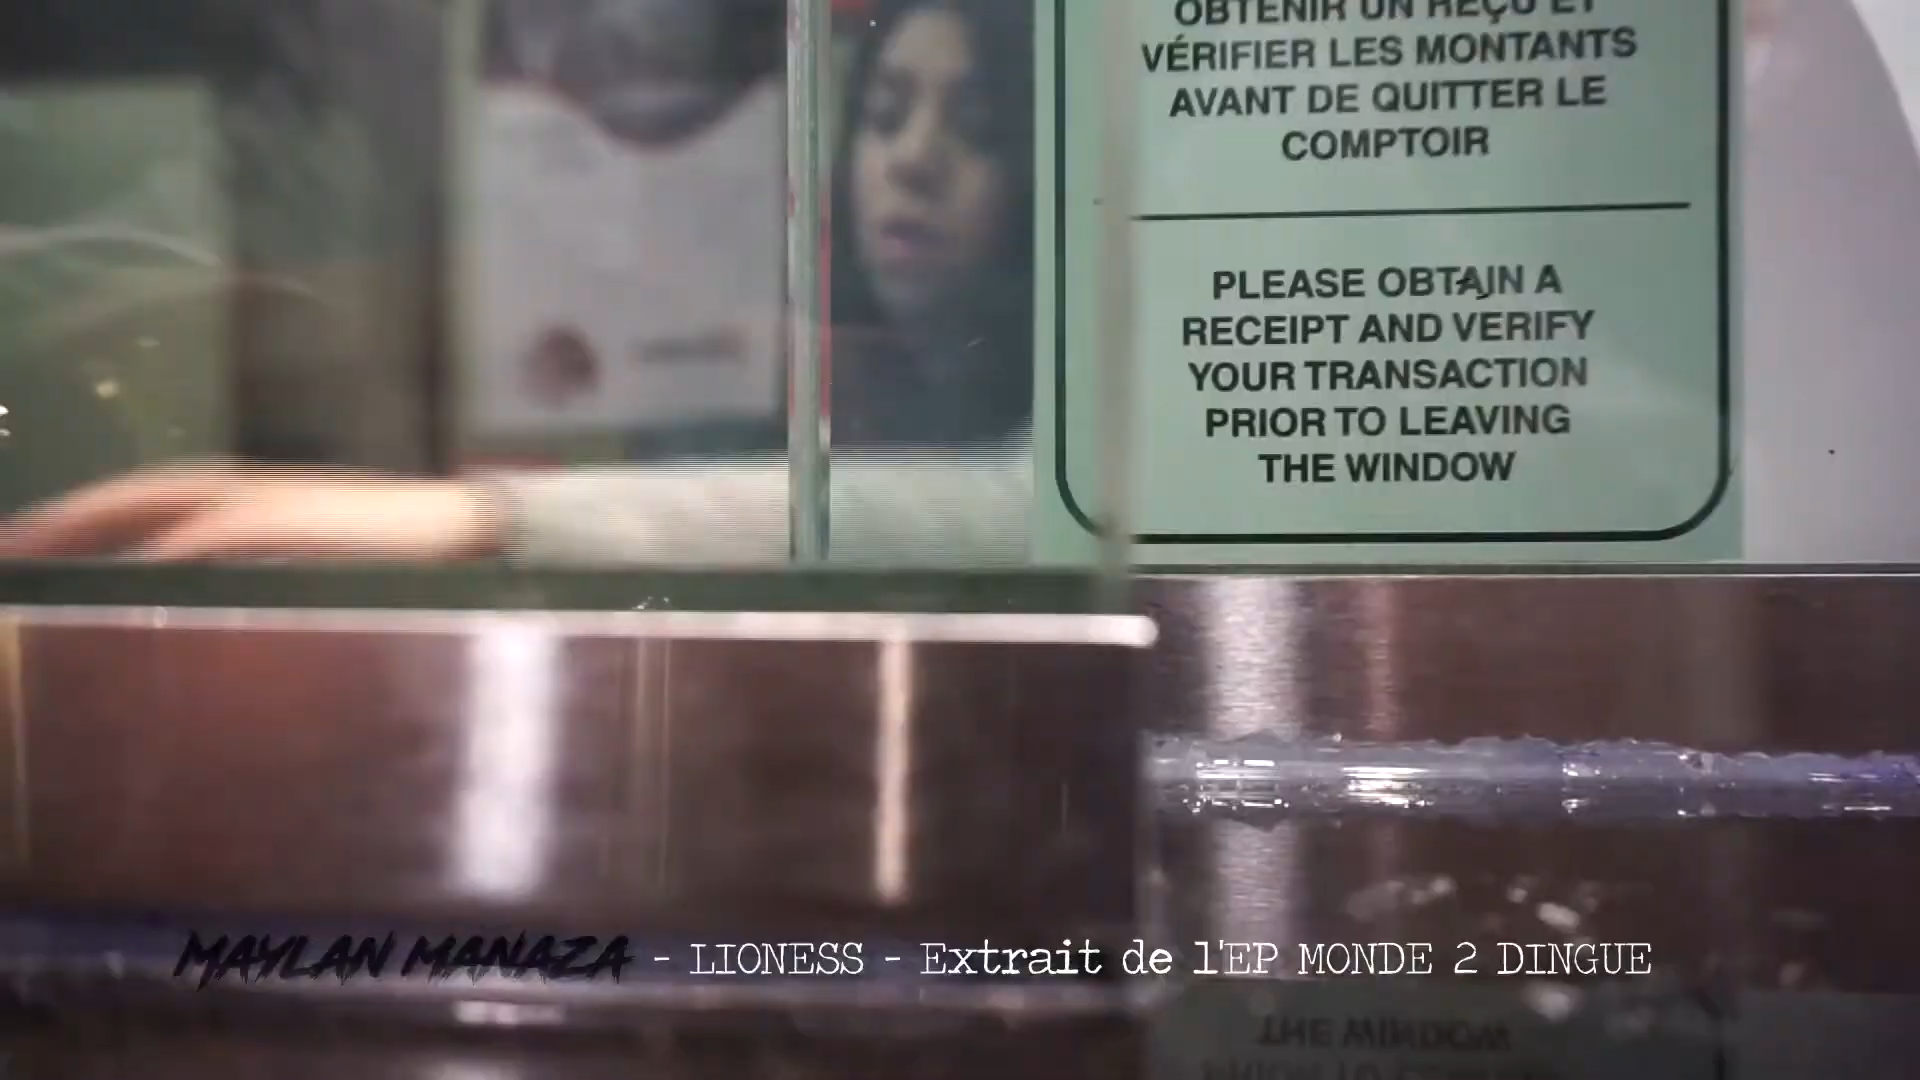 OBTENIR UN REÇU ET
VÉRIFIER LES MONTANTS
AVANT DE QUITTER LE
COMPTOIR
PLEASE OBTAIN A
RECEIPT AND VERIFY
YOUR TRANSACTION
PRIOR TO LEAVING
THE WINDOW
MAYLAN MANAZA - LIONESS - Extrait de l'EP MONDE 2 DINGUE